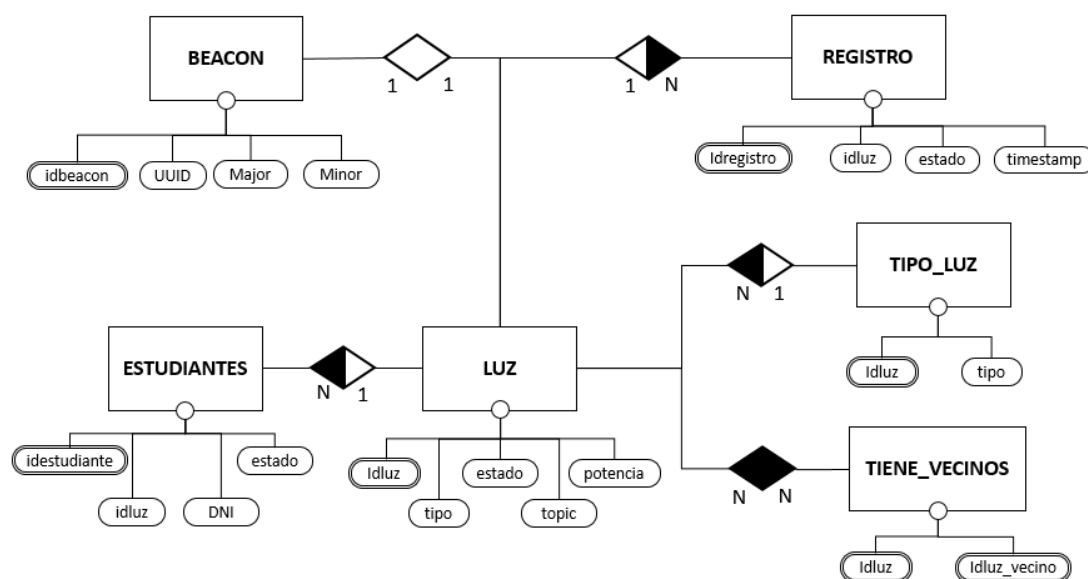 BEACON
REGISTRO
1
1
1
N
idbeacon
UUID
Major
Minor
Idregistro
idluz
estado
timestamp
TIPO_LUZ
N
1
ESTUDIANTES
LUZ
N
1
Idluz
tipo
idestudiante
estado
idluz
DNI
Idluz
estado
potencia
tipo
topic
TIENE_VECINOS
N
N
Idluz
Idluz_vecino